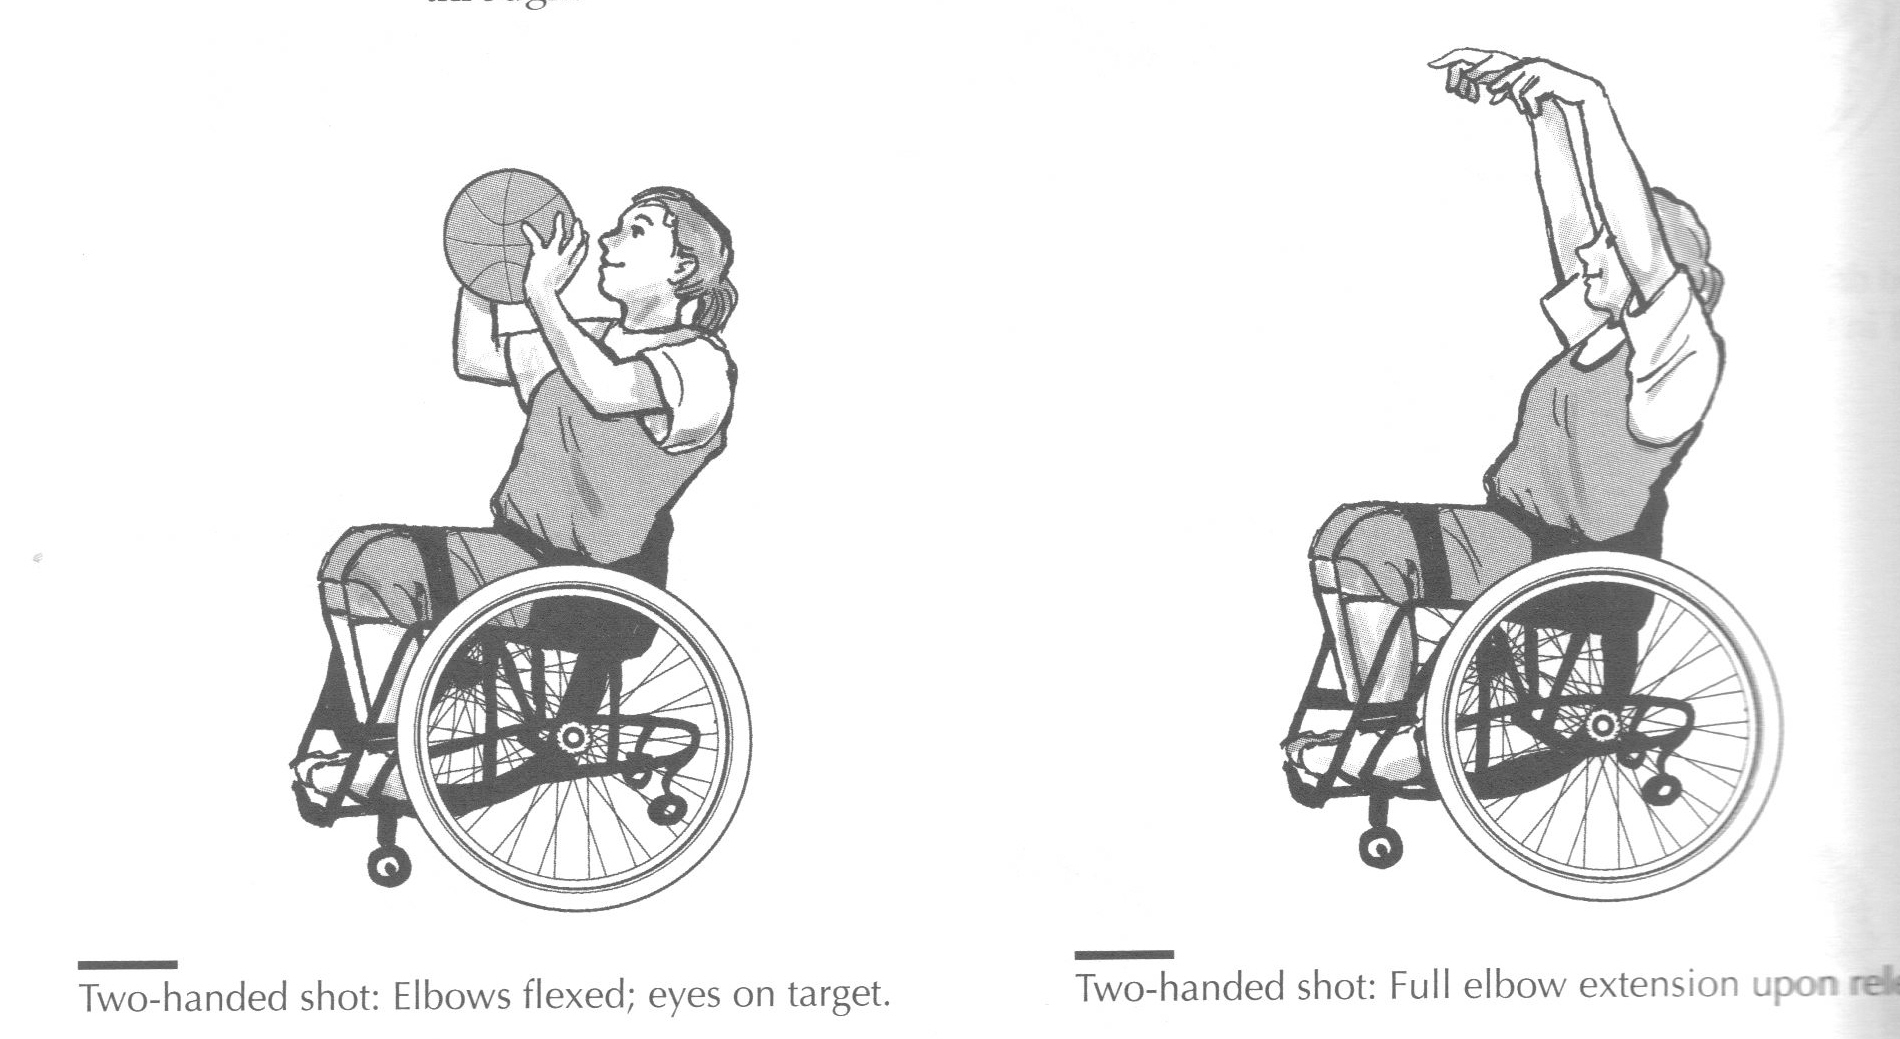 Two-handed shot: Elbows flexed; eyes on target.
Two-handed shot: Full elbow extension upon